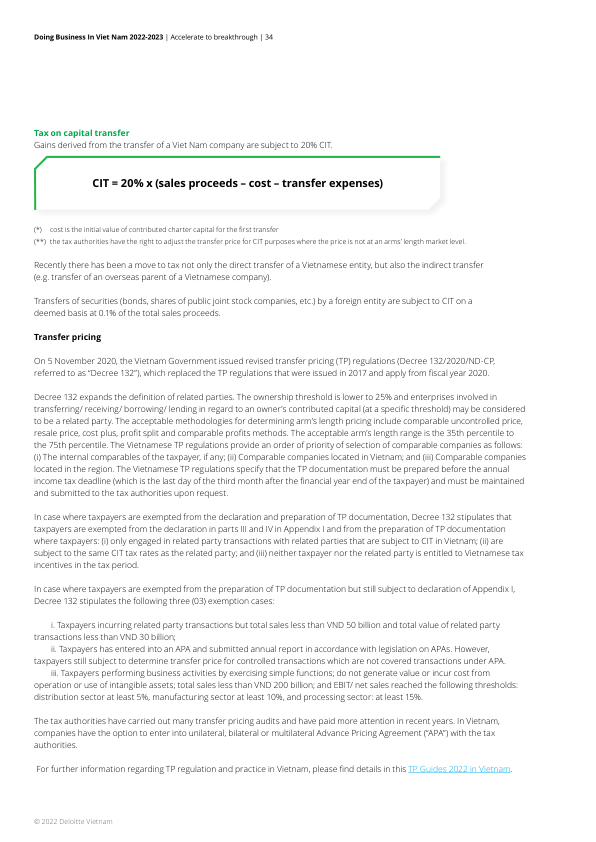 Doing Business In Viet Nam 2022-2023 | Accelerate to breakthrough | 34
Tax on capital transfer
Gains derived from the transfer of a Viet Nam company are subject to 20% CIT.
CIT = 20% x (sales proceeds – cost – transfer expenses)
(*) cost is the initial value of contributed charter capital for the first transfer
(**) the tax authorities have the right to adjust the transfer price for CIT purposes where the price is not at an arms' length market level.
Recently there has been a move to tax not only the direct transfer of a Vietnamese entity, but also the indirect transfer
(e.g. transfer of an overseas parent of a Vietnamese company).
Transfers of securities (bonds, shares of public joint stock companies, etc.) by a foreign entity are subject to CIT on a
deemed basis at 0.1% of the total sales proceeds.
Transfer pricing
On 5 November 2020, the Vietnam Government issued revised transfer pricing (TP) regulations (Decree 132/2020/ND-CP,
referred to as “Decree 132”), which replaced the TP regulations that were issued in 2017 and apply from fiscal year 2020.
Decree 132 expands the definition of related parties. The ownership threshold is lower to 25% and enterprises involved in
transferring/ receiving/ borrowing/ lending in regard to an owner's contributed capital (at a specific threshold) may be considered
to be a related party. The acceptable methodologies for determining arm's length pricing include comparable uncontrolled price,
resale price, cost plus, profit split and comparable profits methods. The acceptable arm's length range is the 35th percentile to
the 75th percentile. The Vietnamese TP regulations provide an order of priority of selection of comparable companies as follows:
(i) The internal comparables of the taxpayer, if any; (ii) Comparable companies located in Vietnam; and (iii) Comparable companies
located in the region. The Vietnamese TP regulations specify that the TP documentation must be prepared before the annual
income tax deadline (which is the last day of the third month after the financial year end of the taxpayer) and must be maintained
and submitted to the tax authorities upon request.
In case where taxpayers are exempted from the declaration and preparation of TP documentation, Decree 132 stipulates that
taxpayers are exempted from the declaration in parts III and IV in Appendix I and from the preparation of TP documentation
where taxpayers: (i) only engaged in related party transactions with related parties that are subject to CIT in Vietnam; (ii) are
subject to the same CIT tax rates as the related party; and (iii) neither taxpayer nor the related party is entitled to Vietnamese tax
incentives in the tax period.
In case where taxpayers are exempted from the preparation of TP documentation but still subject to declaration of Appendix I,
Decree 132 stipulates the following three (03) exemption cases:
i. Taxpayers incurring related party transactions but total sales less than VND 50 billion and total value of related party
transactions less than VND 30 billion;
ii. Taxpayers has entered into an APA and submitted annual report in accordance with legislation on APAs. However,
taxpayers still subject to determine transfer price for controlled transactions which are not covered transactions under APA.
iii. Taxpayers performing business activities by exercising simple functions; do not generate value or incur cost from
operation or use of intangible assets; total sales less than VND 200 billion; and EBIT/ net sales reached the following thresholds:
distribution sector at least 5%, manufacturing sector at least 10%, and processing sector: at least 15%.
The tax authorities have carried out many transfer pricing audits and have paid more attention in recent years. In Vietnam,
companies have the option to enter into unilateral, bilateral or multilateral Advance Pricing Agreement (“APA”) with the tax
authorities.
For further information regarding TP regulation and practice in Vietnam, please find details in this TP Guides 2022 in Vietnam.
© 2022 Deloitte Vietnam